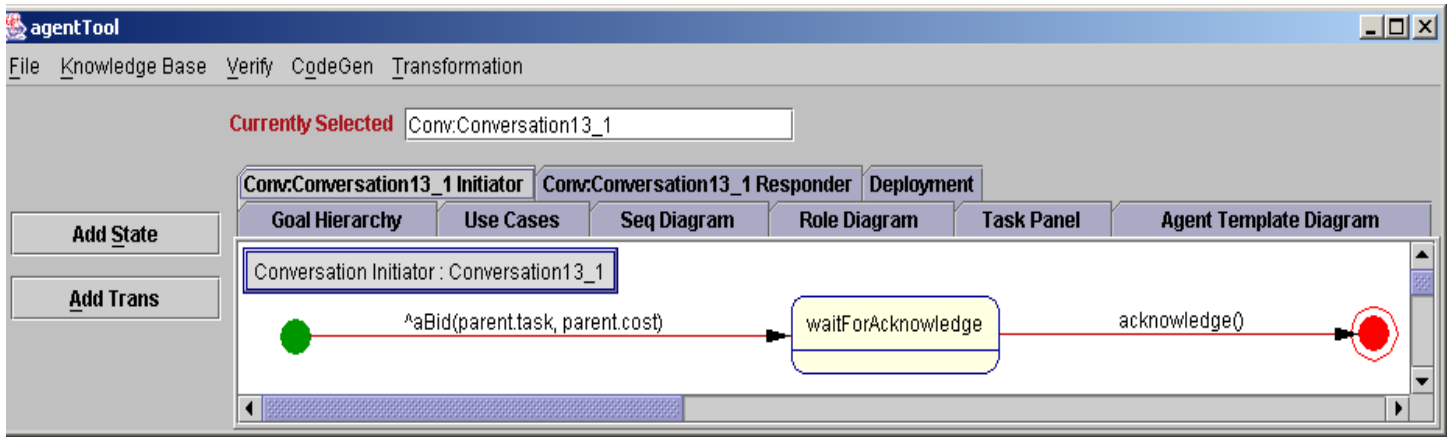 agentTool
File Knowledge Base Verify CodeGen Transformation
Currently Selected Conv:Conversation13_1
Conv:Conversation13_1 Initiator Conv:Conversation13_1 Responder Deployment
Goal Hierarchy Use Cases Seq Diagram Role Diagram Task Panel Agent Template Diagram
Add State
Add Trans
Conversation Initiator : Conversation13_1
^aBid(parent.task, parent.cost)
waitForAcknowledge
acknowledge()